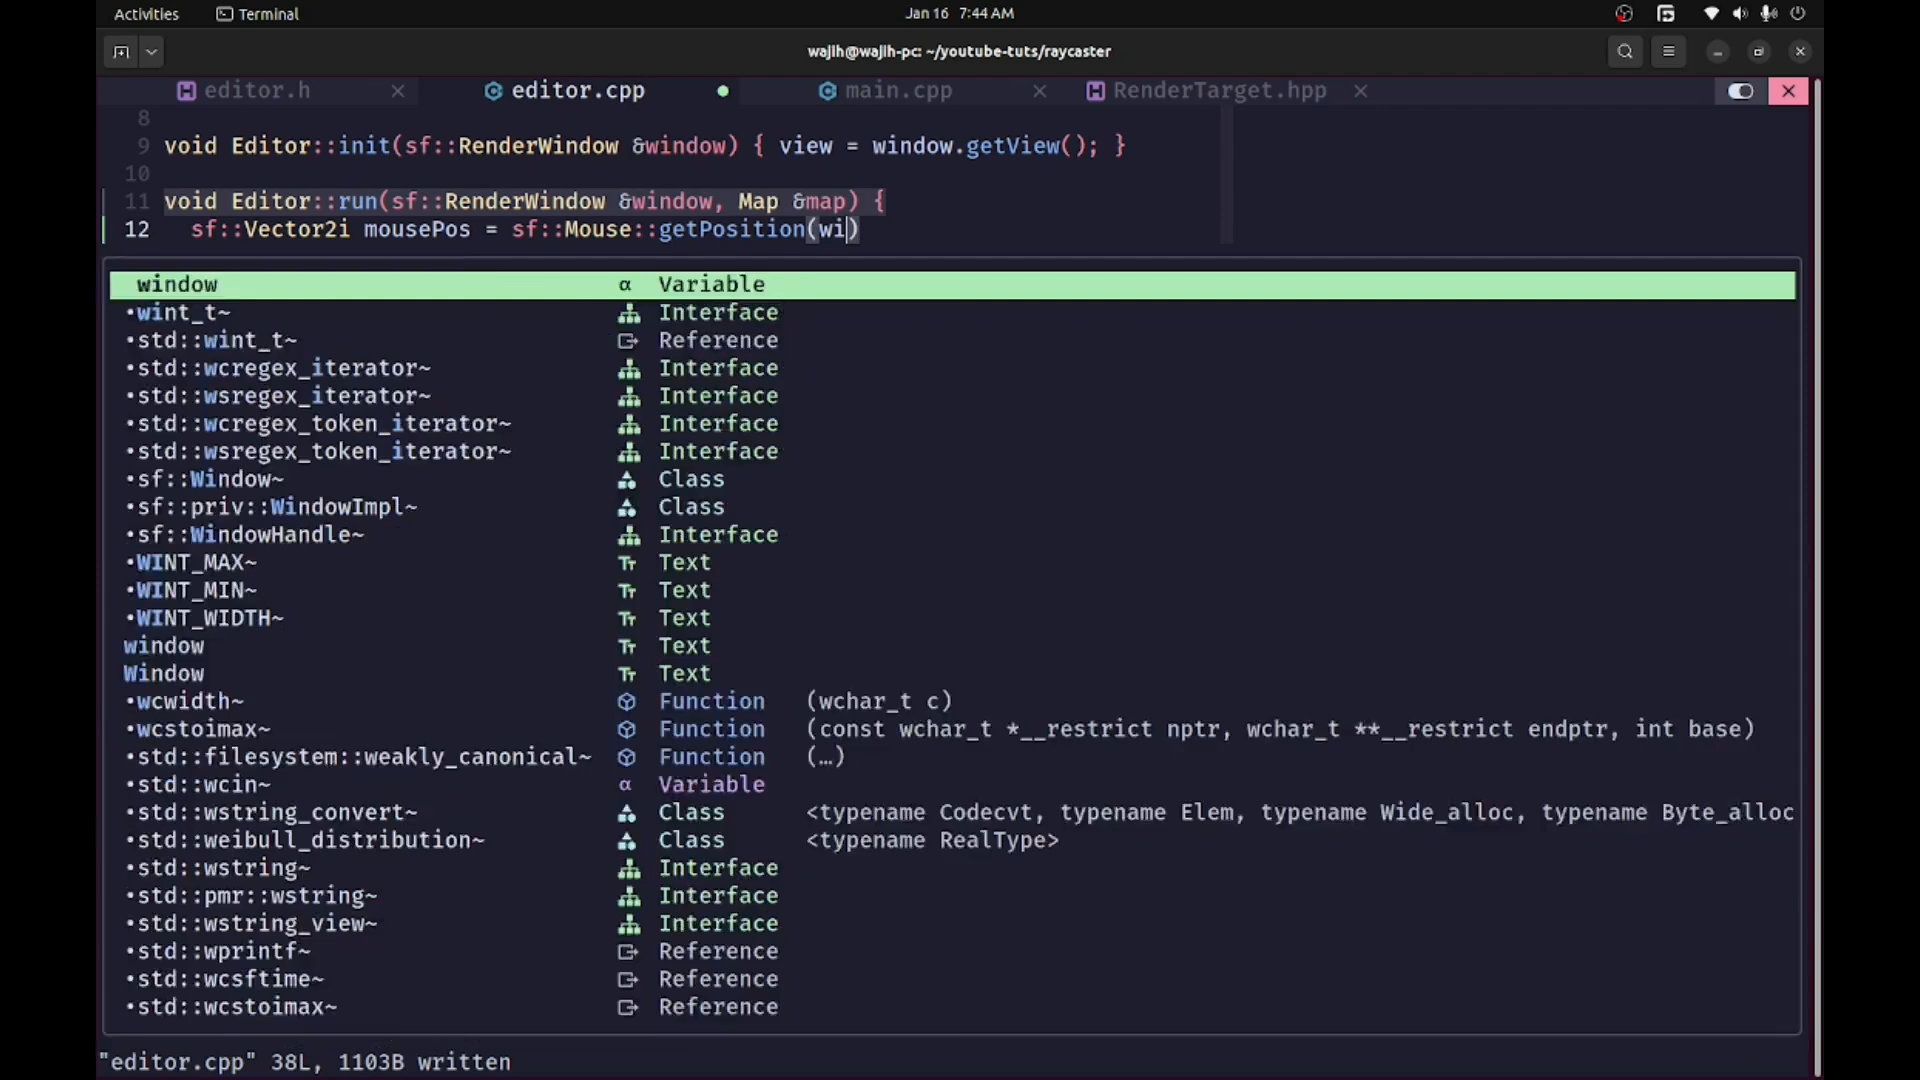 Activities Terminal Jan 16 7:44 AM
wajih@wajih-pc: ~/youtube-tuts/raycaster
editor.h editor.cpp main.cpp RenderTarget.hpp
8
9 void Editor::init(sf::RenderWindow &window) { view = window.getView(); }
10
11 void Editor::run(sf::RenderWindow &window, Map &map) {
12 sf::Vector2i mousePos = sf::Mouse::getPosition(wi)
window α Variable
•wint_t~ Interface
•std::wint_t~ Reference
•std::wcregex_iterator~ Interface
•std::wsregex_iterator~ Interface
•std::wcregex_token_iterator~ Interface
•std::wsregex_token_iterator~ Interface
•sf::Window~ Class
•sf::priv::WindowImpl~ Class
•sf::WindowHandle~ Interface
•WINT_MAX~ Text
•WINT_MIN~ Text
•WINT_WIDTH~ Text
window Text
Window Text
•wcwidth~ Function (wchar_t c)
•wcstoimax~ Function (const wchar_t *__restrict nptr, wchar_t **__restrict endptr, int base)
•std::filesystem::weakly_canonical~ Function (…)
•std::wcin~ α Variable
•std::wstring_convert~ Class <typename Codecvt, typename Elem, typename Wide_alloc, typename Byte_alloc
•std::weibull_distribution~ Class <typename RealType>
•std::wstring~ Interface
•std::pmr::wstring~ Interface
•std::wstring_view~ Interface
•std::wprintf~ Reference
•std::wcsftime~ Reference
•std::wcstoimax~ Reference
"editor.cpp" 38L, 1103B written